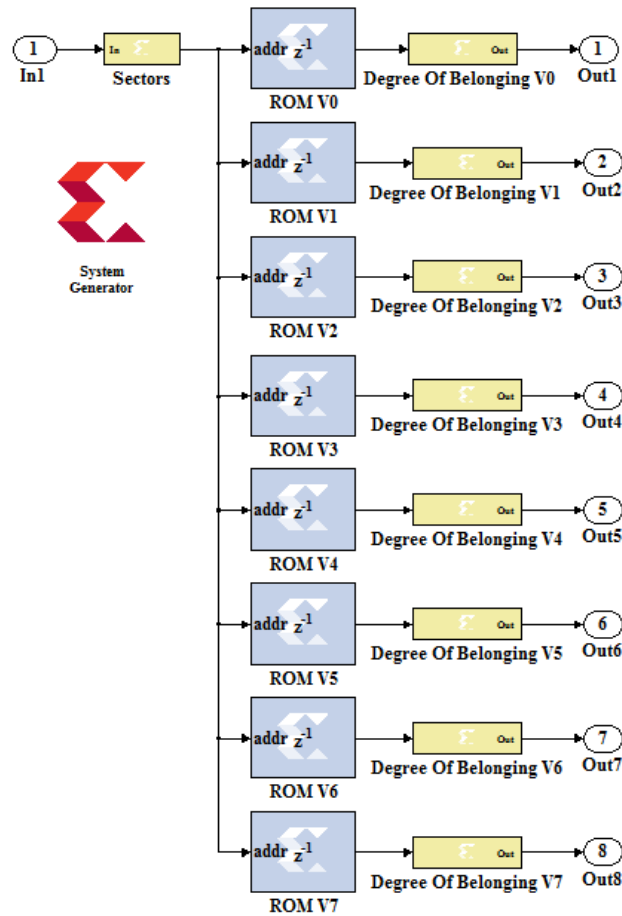 1 In addr z⁻¹ Out 1
In1 Sectors ROM V0 Degree Of Belonging V0 Out1
addr z⁻¹ Out 2
ROM V1 Degree Of Belonging V1 Out2
System
Generator
addr z⁻¹ Out 3
ROM V2 Degree Of Belonging V2 Out3
addr z⁻¹ Out 4
ROM V3 Degree Of Belonging V3 Out4
addr z⁻¹ Out 5
ROM V4 Degree Of Belonging V4 Out5
addr z⁻¹ Out 6
ROM V5 Degree Of Belonging V5 Out6
addr z⁻¹ Out 7
ROM V6 Degree Of Belonging V6 Out7
addr z⁻¹ Out 8
ROM V7 Degree Of Belonging V7 Out8